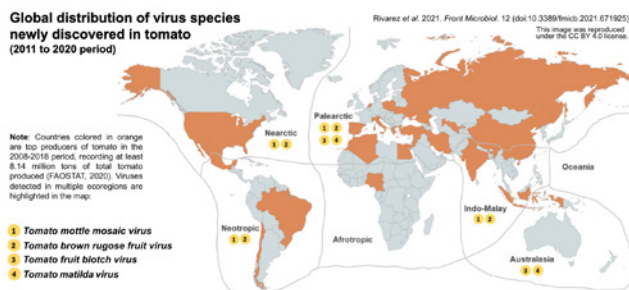 Global distribution of virus species
newly discovered in tomato
(2011 to 2020 period)
Rivarez et al. 2021. Front Microbiol. 12 (doi:10.3389/fmicb.2021.671925)
This image was reproduced
under the CC BY 4.0 license.
Note: Countries colored in orange
are top producers of tomato in the
2008-2018 period, recording at least
8.14 million tons of total tomato
produced (FAOSTAT, 2020). Viruses
detected in multiple ecoregions are
highlighted in the map:
1 Tomato mottle mosaic virus
2 Tomato brown rugose fruit virus
3 Tomato fruit blotch virus
4 Tomato matilda virus
Nearctic
1 2
Palearctic
1 2
3 4
Neotropic
1 2
Afrotropic
Indo-Malay
1 2
Oceania
Australasia
3 4